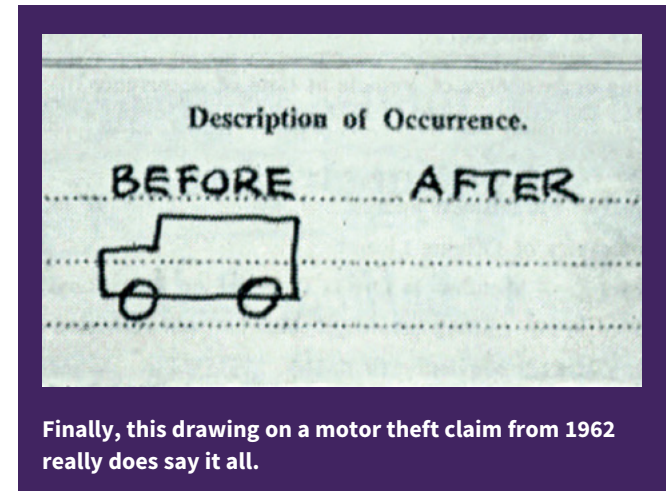 Description of Occurrence.
BEFORE AFTER
Finally, this drawing on a motor theft claim from 1962
really does say it all.